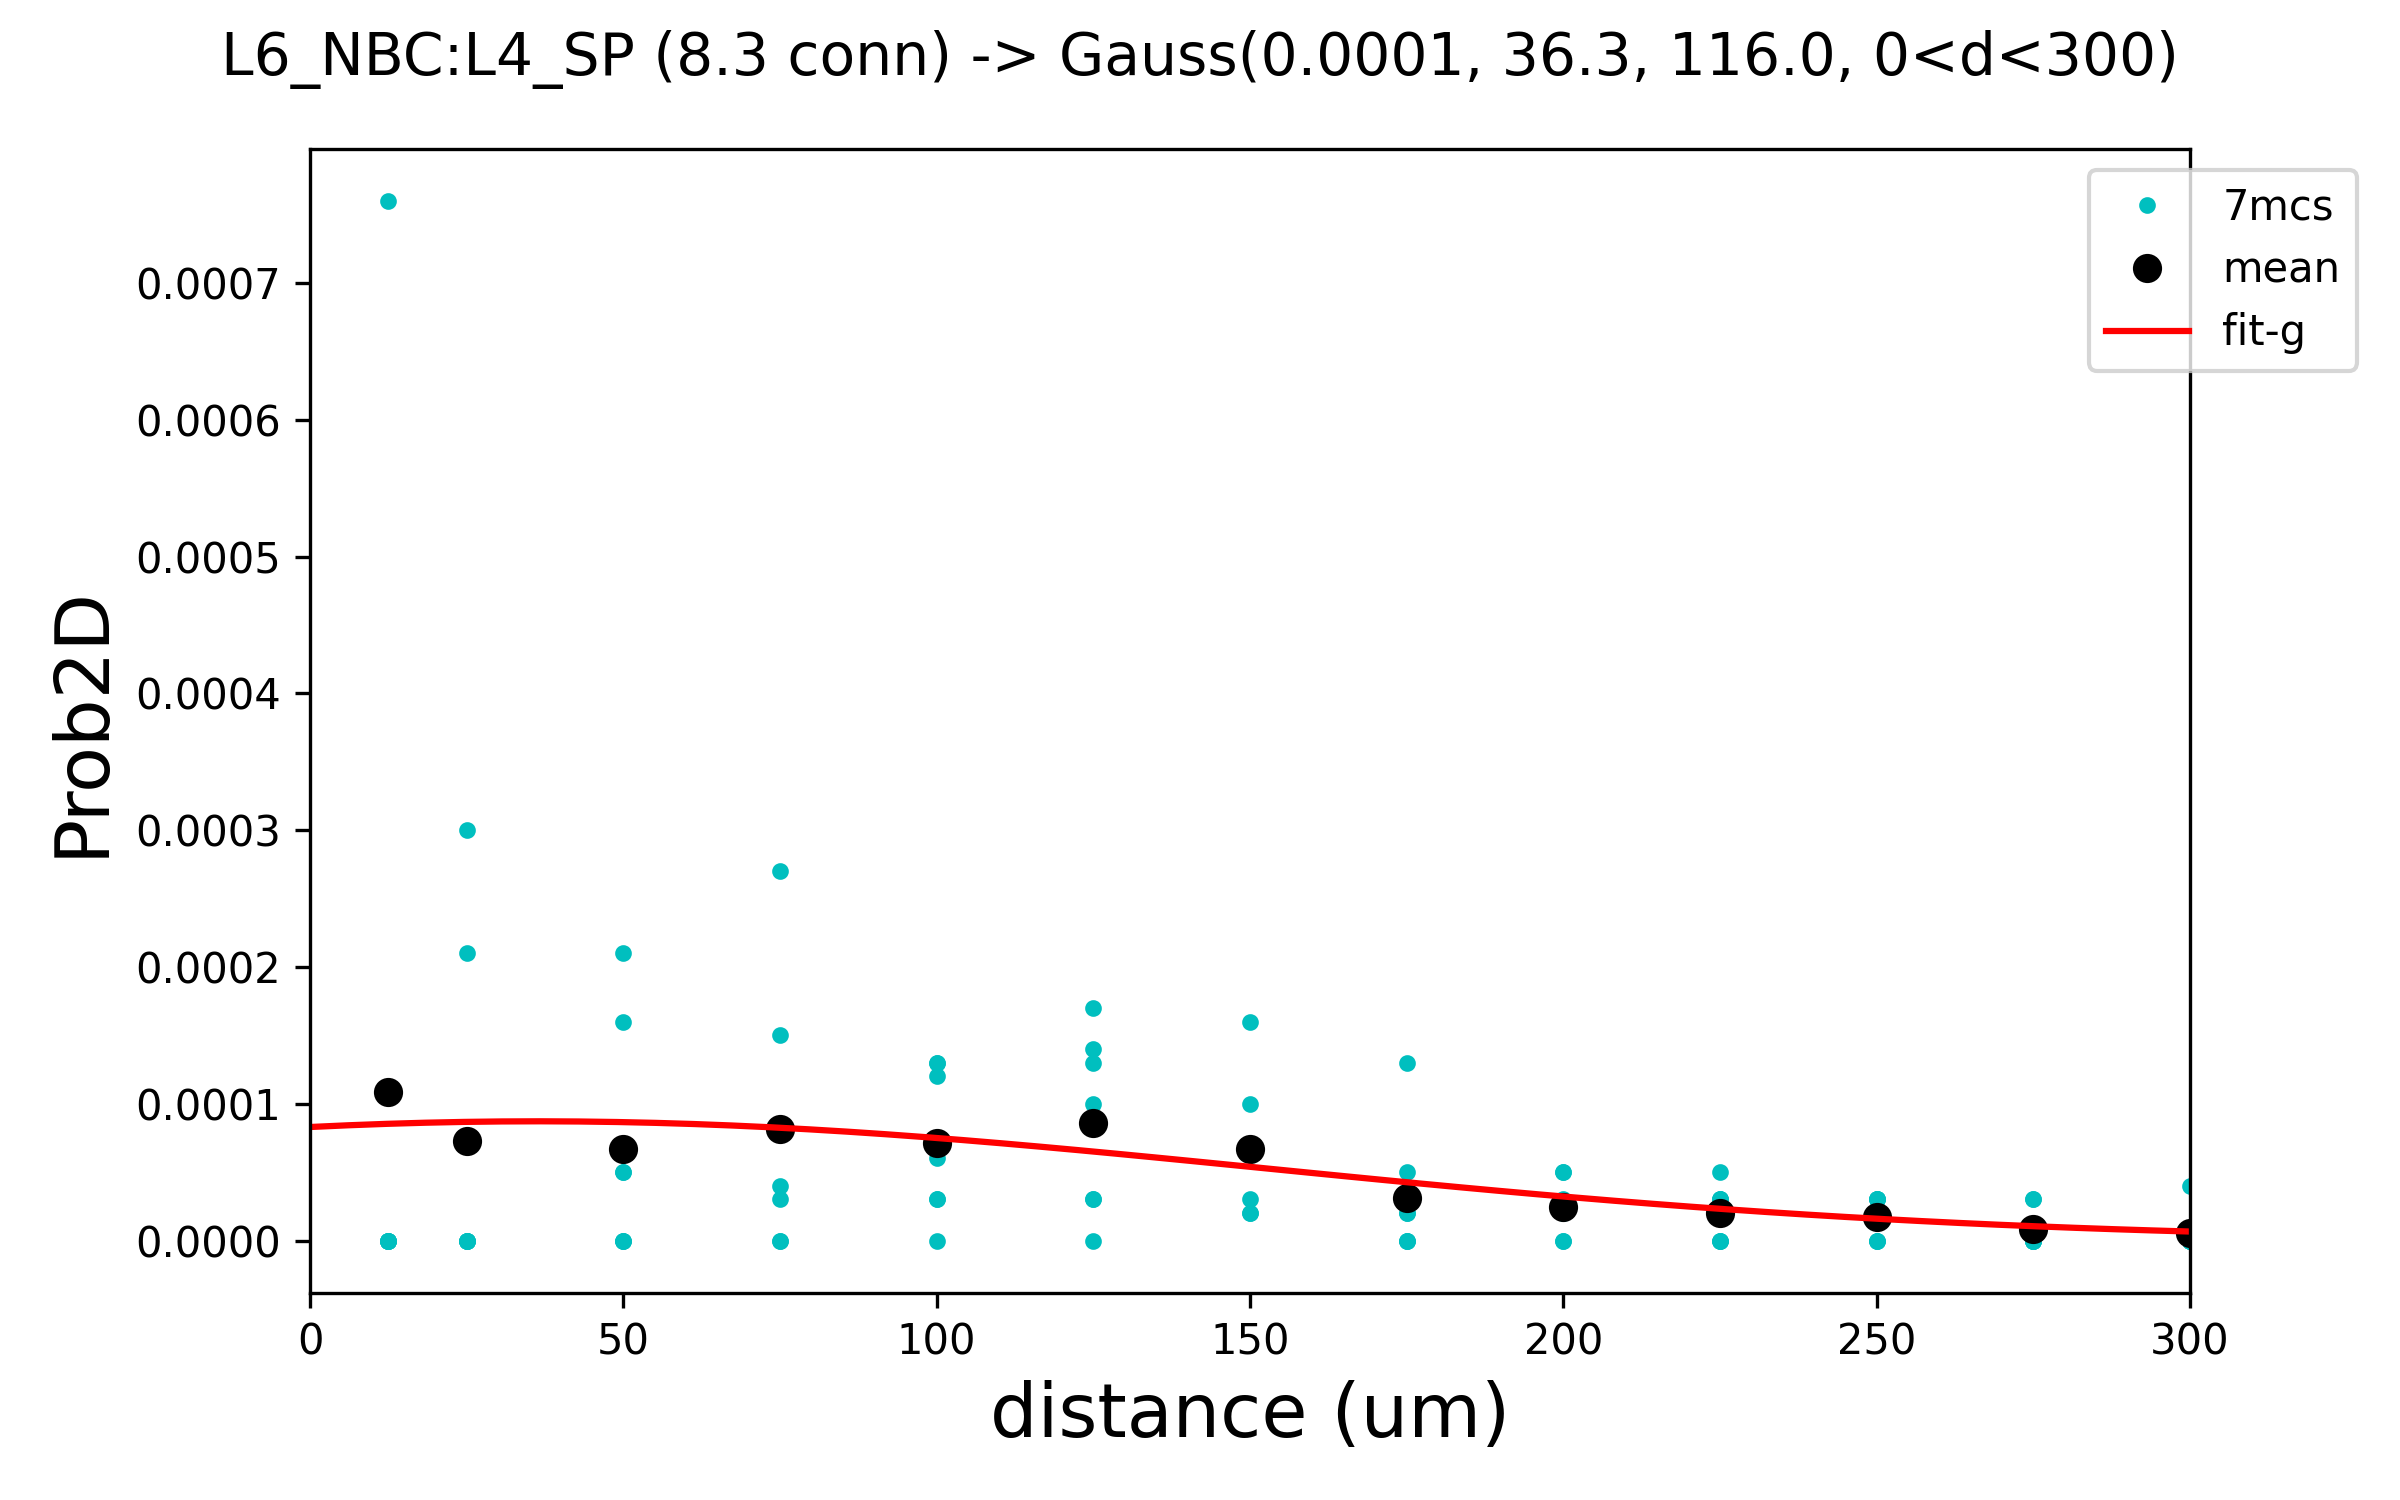 L6_NBC:L4_SP (8.3 conn) -> Gauss(0.0001, 36.3, 116.0, 0<d<300)
7mcs
mean
fit-g
Prob2D
0.0007
0.0006
0.0005
0.0004
0.0003
0.0002
0.0001
0.0000
0 50 100 150 200 250 300
distance (um)